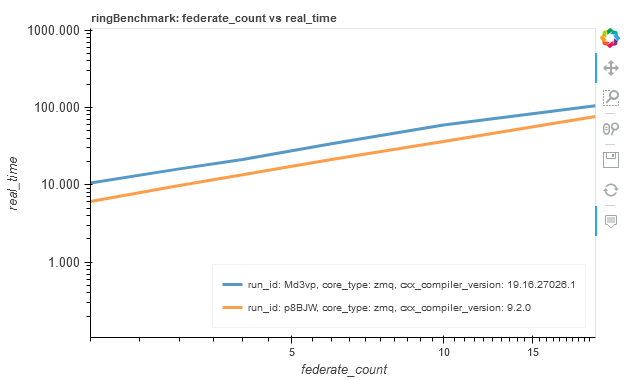 ringBenchmark: federate_count vs real_time
1000.000
100.000
10.000
1.000
real_time
run_id: Md3vp, core_type: zmq, cxx_compiler_version: 19.16.27026.1
run_id: p8BJW, core_type: zmq, cxx_compiler_version: 9.2.0
5
10
15
federate_count